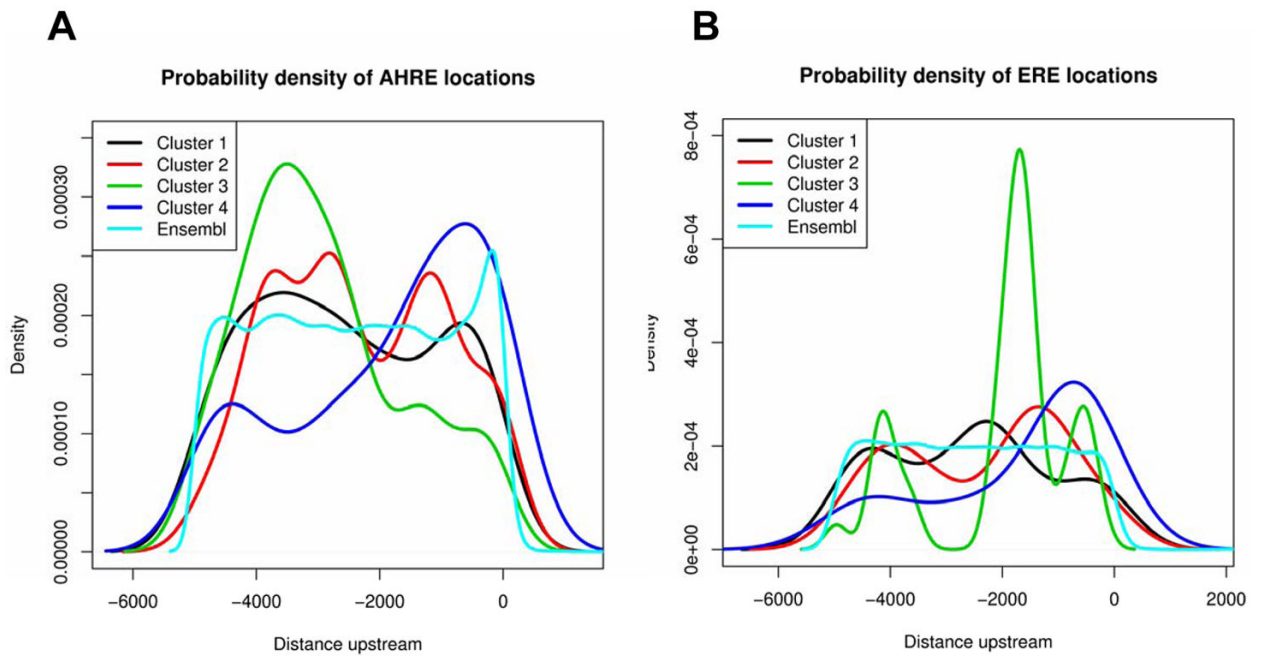 A
Probability density of AHRE locations
Cluster 1
Cluster 2
Cluster 3
Cluster 4
Ensembl
Density
0.00000
0.00010
0.00020
0.00030
−6000
−4000
−2000
0
Distance upstream
B
Probability density of ERE locations
Cluster 1
Cluster 2
Cluster 3
Cluster 4
Ensembl
Density
0e+00
2e−04
4e−04
6e−04
8e−04
−6000
−4000
−2000
0
2000
Distance upstream